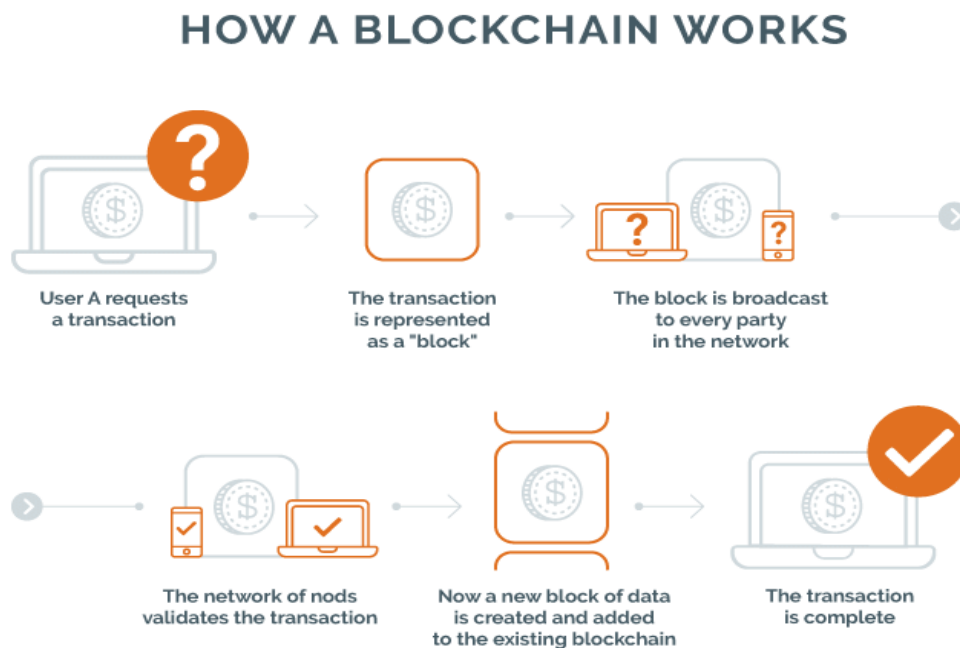 HOW A BLOCKCHAIN WORKS
?
$
$
?
$
?
User A requests
a transaction
The transaction
is represented
as a "block"
The block is broadcast
to every party
in the network
$
$
$
The network of nods
validates the transaction
Now a new block of data
is created and added
to the existing blockchain
The transaction
is complete